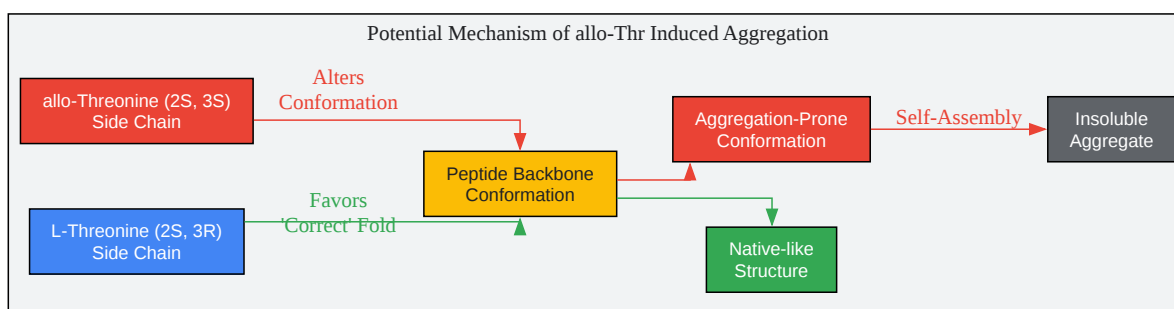 Potential Mechanism of allo-Thr Induced Aggregation
allo-Threonine (2S, 3S)
Side Chain
Alters
Conformation
Aggregation-Prone
Conformation
Self-Assembly
Insoluble
Aggregate
Peptide Backbone
Conformation
L-Threonine (2S, 3R)
Side Chain
Favors
'Correct' Fold
Native-like
Structure